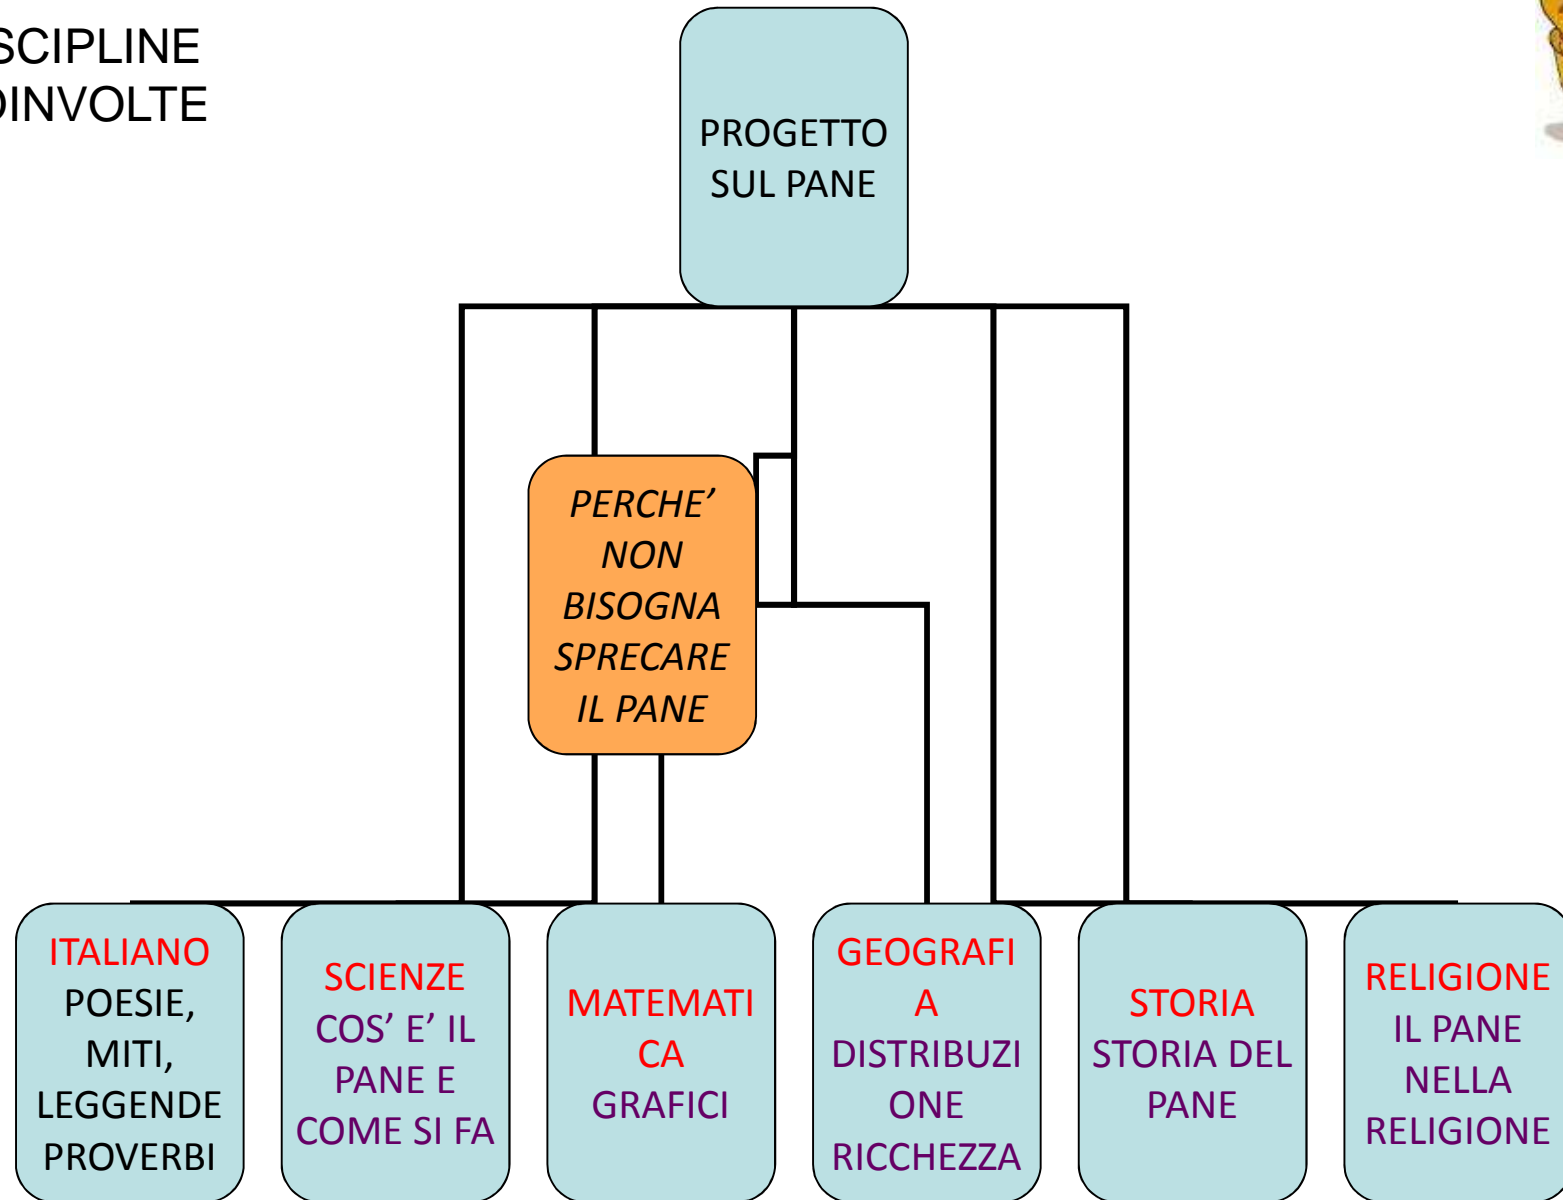 SCIPLINE
OINVOLTE
PROGETTO
SUL PANE
PERCHE’
NON
BISOGNA
SPRECARE
IL PANE
ITALIANO
POESIE,
MITI,
LEGGENDE
PROVERBI
SCIENZE
COS’ E’ IL
PANE E
COME SI FA
MATEMATI
CA
GRAFICI
GEOGRAFI
A
DISTRIBUZI
ONE
RICCHEZZA
STORIA
STORIA DEL
PANE
RELIGIONE
IL PANE
NELLA
RELIGIONE